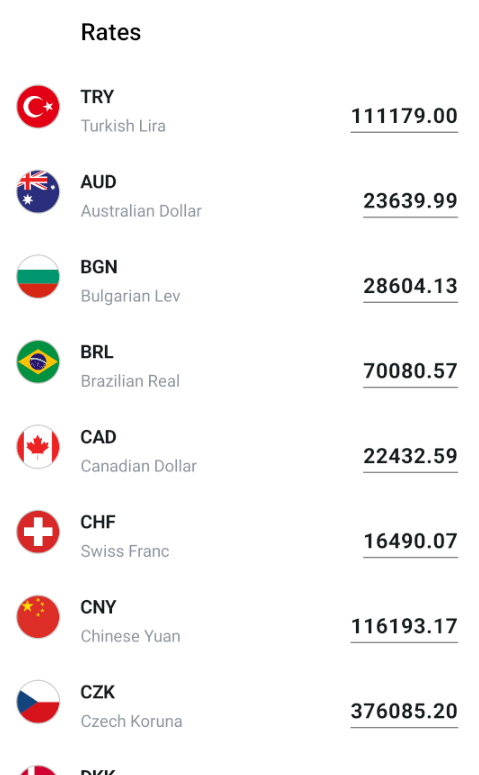 Rates
TRY
Turkish Lira
111179.00
AUD
Australian Dollar
23639.99
BGN
Bulgarian Lev
28604.13
BRL
Brazilian Real
70080.57
CAD
Canadian Dollar
22432.59
CHF
Swiss Franc
16490.07
CNY
Chinese Yuan
116193.17
CZK
Czech Koruna
376085.20
DKK